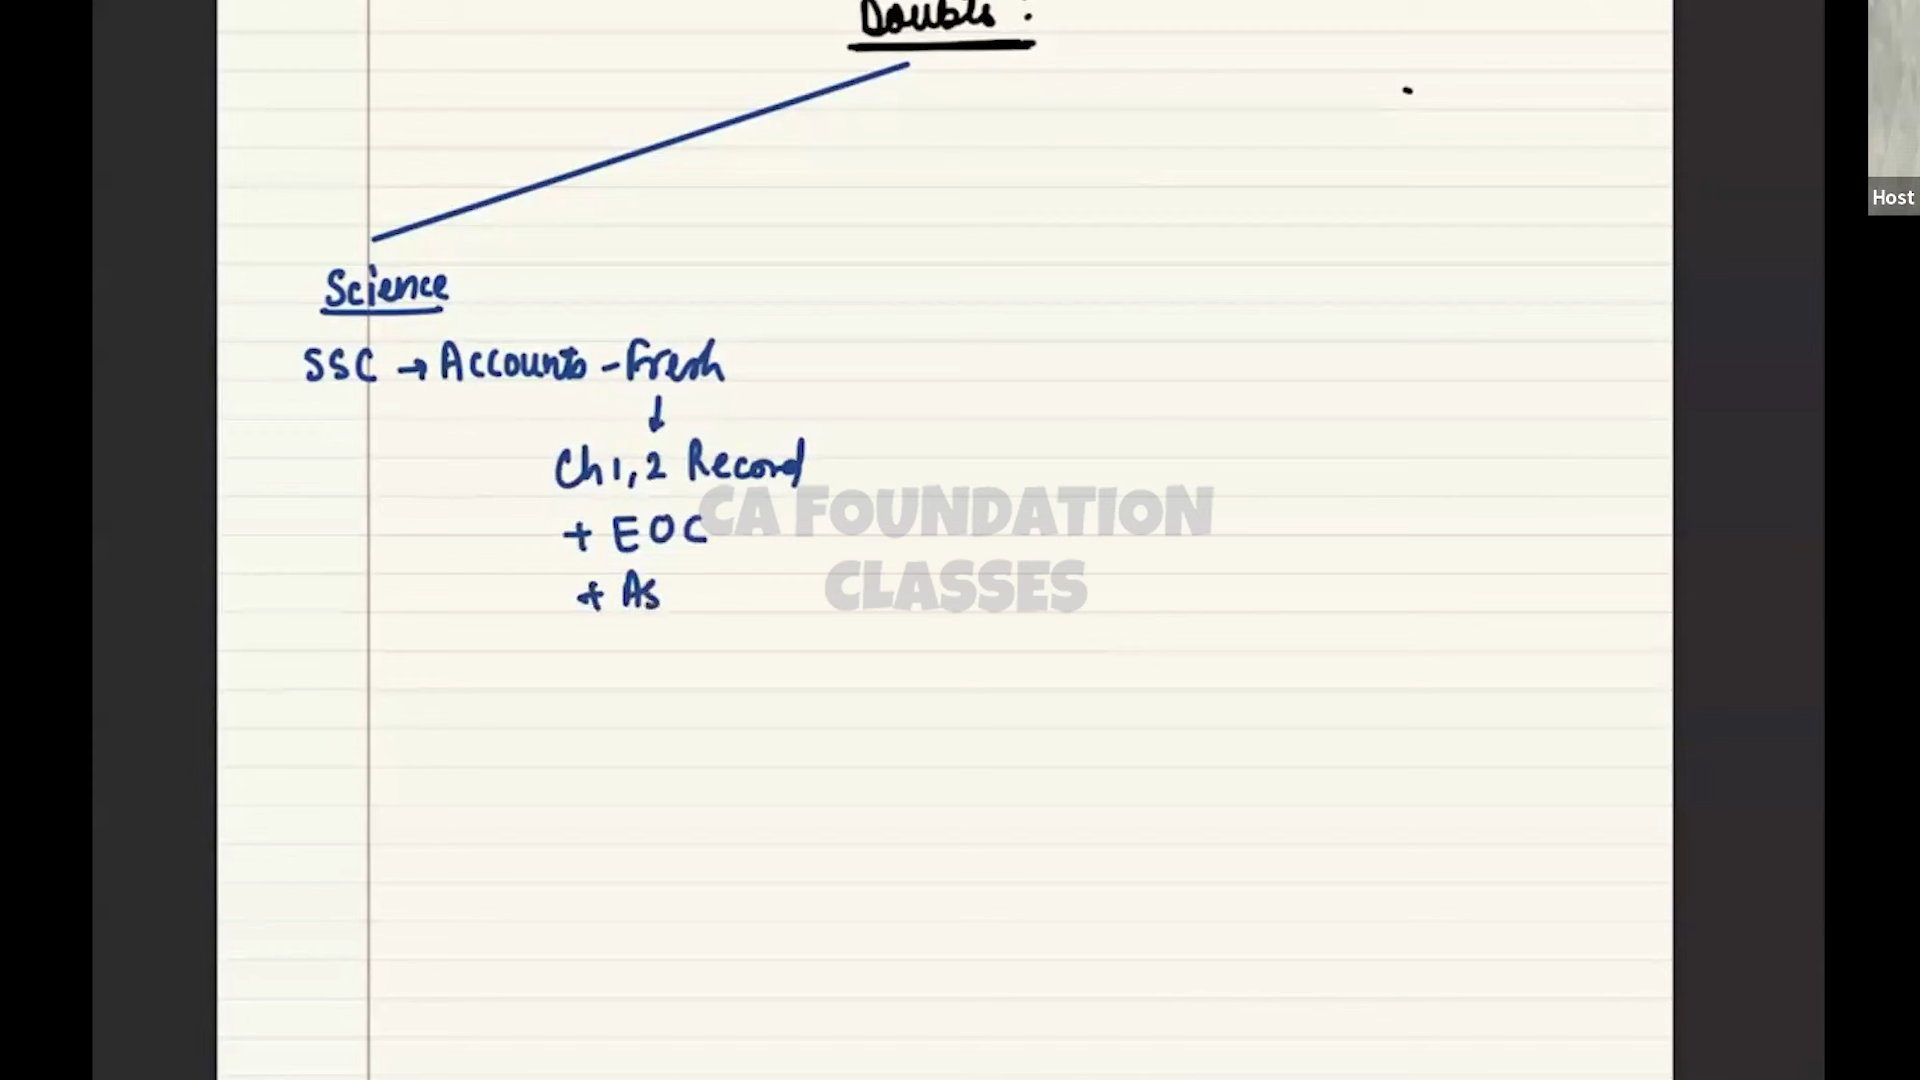 Doubts :
Host
Science
SSC → Accounts - Fresh
↓
Ch 1, 2 Record
+ EOC
+ As
CA FOUNDATION
CLASSES